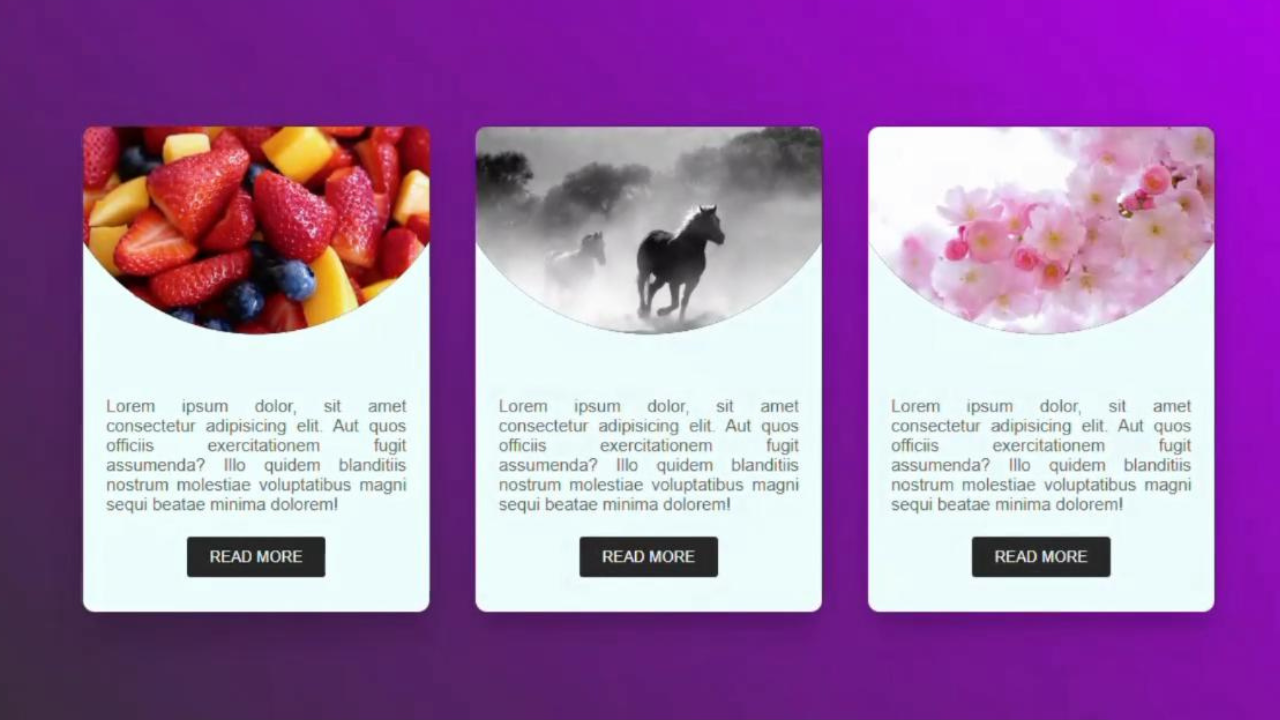 Lorem ipsum dolor, sit amet
consectetur adipisicing elit. Aut quos
officiis exercitationem fugit
assumenda? Illo quidem blanditiis
nostrum molestiae voluptatibus magni
sequi beatae minima dolorem!
READ MORE
Lorem ipsum dolor, sit amet
consectetur adipisicing elit. Aut quos
officiis exercitationem fugit
assumenda? Illo quidem blanditiis
nostrum molestiae voluptatibus magni
sequi beatae minima dolorem!
READ MORE
Lorem ipsum dolor, sit amet
consectetur adipisicing elit. Aut quos
officiis exercitationem fugit
assumenda? Illo quidem blanditiis
nostrum molestiae voluptatibus magni
sequi beatae minima dolorem!
READ MORE